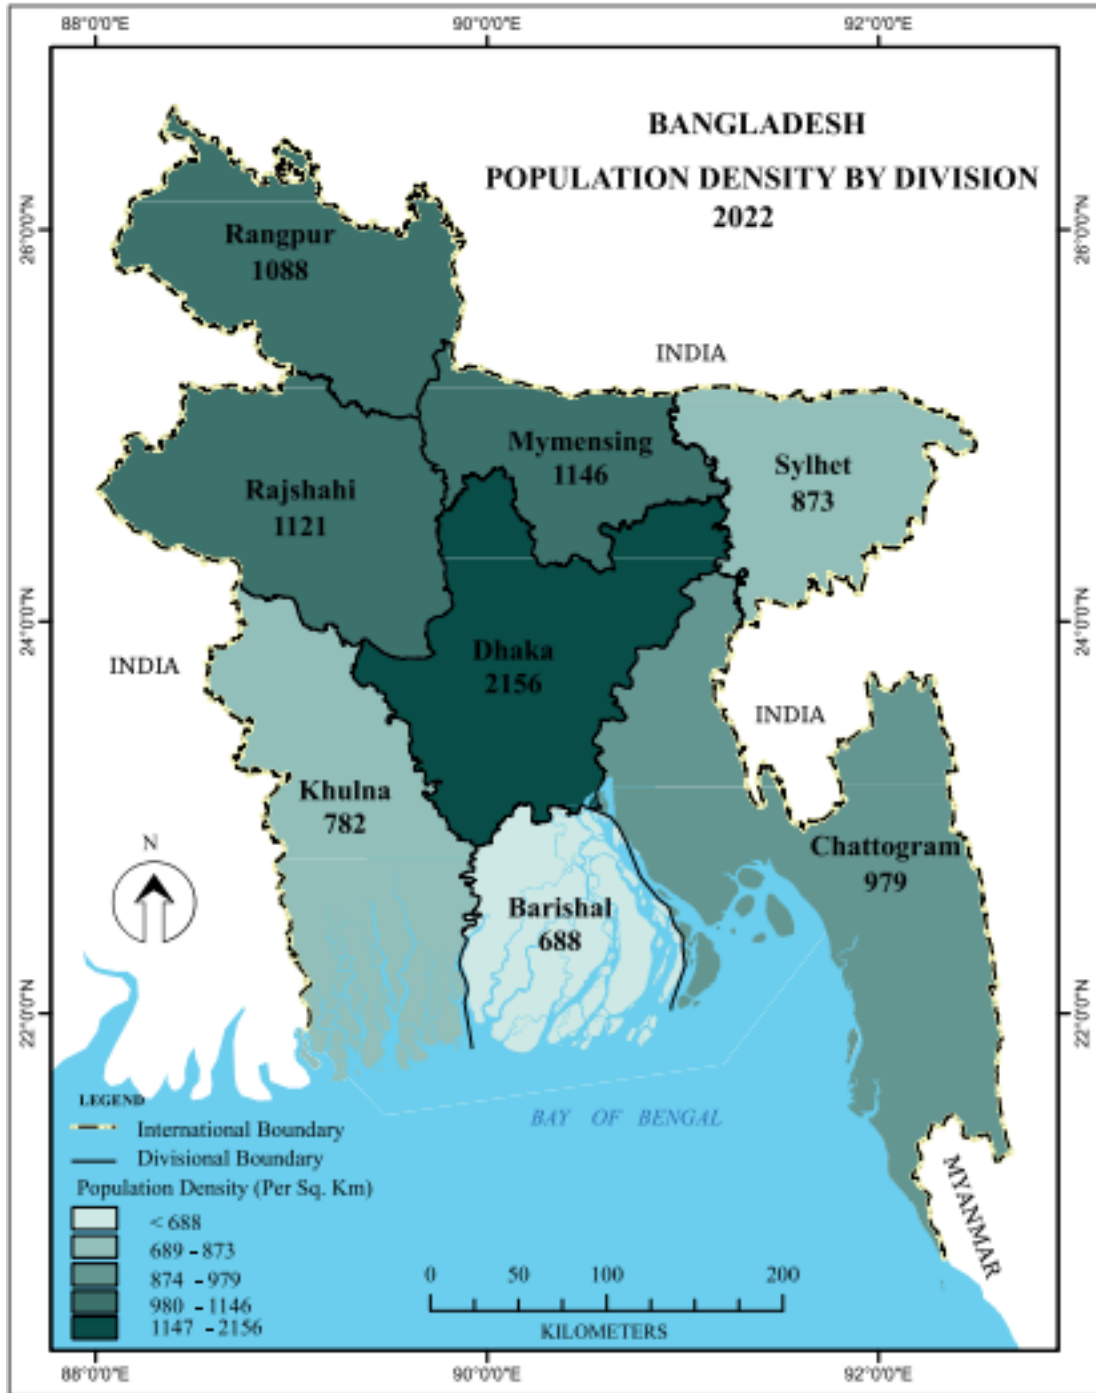 88°0'0"E
90°0'0"E
92°0'0"E
BANGLADESH
POPULATION DENSITY BY DIVISION
2022
26°0'0"N
26°0'0"N
Rangpur
1088
INDIA
Mymensing
1146
Sylhet
873
Rajshahi
1121
24°0'0"N
24°0'0"N
INDIA
Dhaka
2156
INDIA
Khulna
782
N
Chattogram
979
Barishal
688
22°0'0"N
22°0'0"N
BAY OF BENGAL
MYANMAR
LEGEND
International Boundary
Divisional Boundary
Population Density (Per Sq. Km)
< 688
689 - 873
874 - 979
980 - 1146
1147 - 2156
0 50 100 200
KILOMETERS
88°0'0"E
90°0'0"E
92°0'0"E